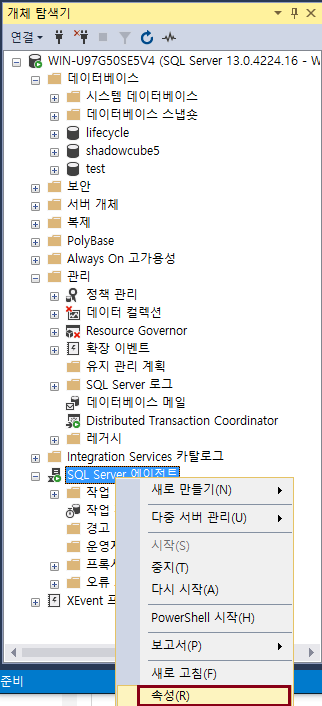 개체 탐색기
연결
WIN-U97G50SE5V4 (SQL Server 13.0.4224.16 - W
데이터베이스
시스템 데이터베이스
데이터베이스 스냅숏
lifecycle
shadowcube5
test
보안
서버 개체
복제
PolyBase
Always On 고가용성
관리
정책 관리
데이터 컬렉션
Resource Governor
확장 이벤트
유지 관리 계획
SQL Server 로그
데이터베이스 메일
Distributed Transaction Coordinator
레거시
Integration Services 카탈로그
SQL Server 에이전트
작업
작업
경고
운영자
프록시
오류
XEvent 프
새로 만들기(N)
다중 서버 관리(U)
시작(S)
중지(T)
다시 시작(A)
PowerShell 시작(H)
보고서(P)
새로 고침(F)
속성(R)
준비